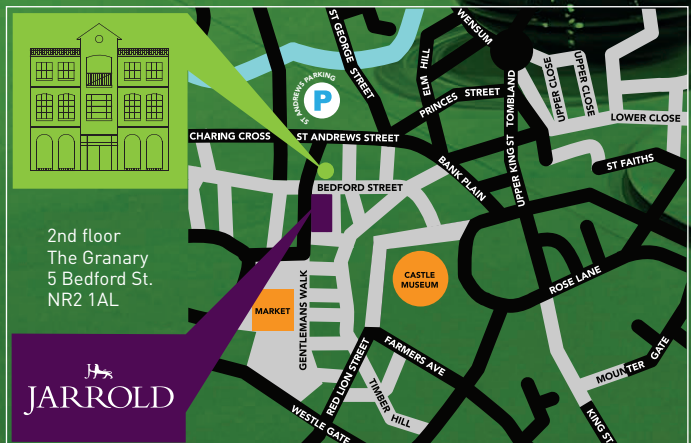 ST GEORGE STREET
WENSUM
ELM HILL
PRINCES STREET
TOMBLAND
UPPER CLOSE
UPPER CLOSE
LOWER CLOSE
ST ANDREWS PARKING
P
CHARING CROSS
ST ANDREWS STREET
BANK PLAIN
UPPER KING ST
ST FAITHS
BEDFORD STREET
2nd floor
The Granary
5 Bedford St.
NR2 1AL
CASTLE
MUSEUM
ROSE LANE
MARKET
GENTLEMANS WALK
JARROLD
RED LION STREET
FARMERS AVE
TIMBER HILL
WESTLE GATE
MOUNTER GATE
KING ST